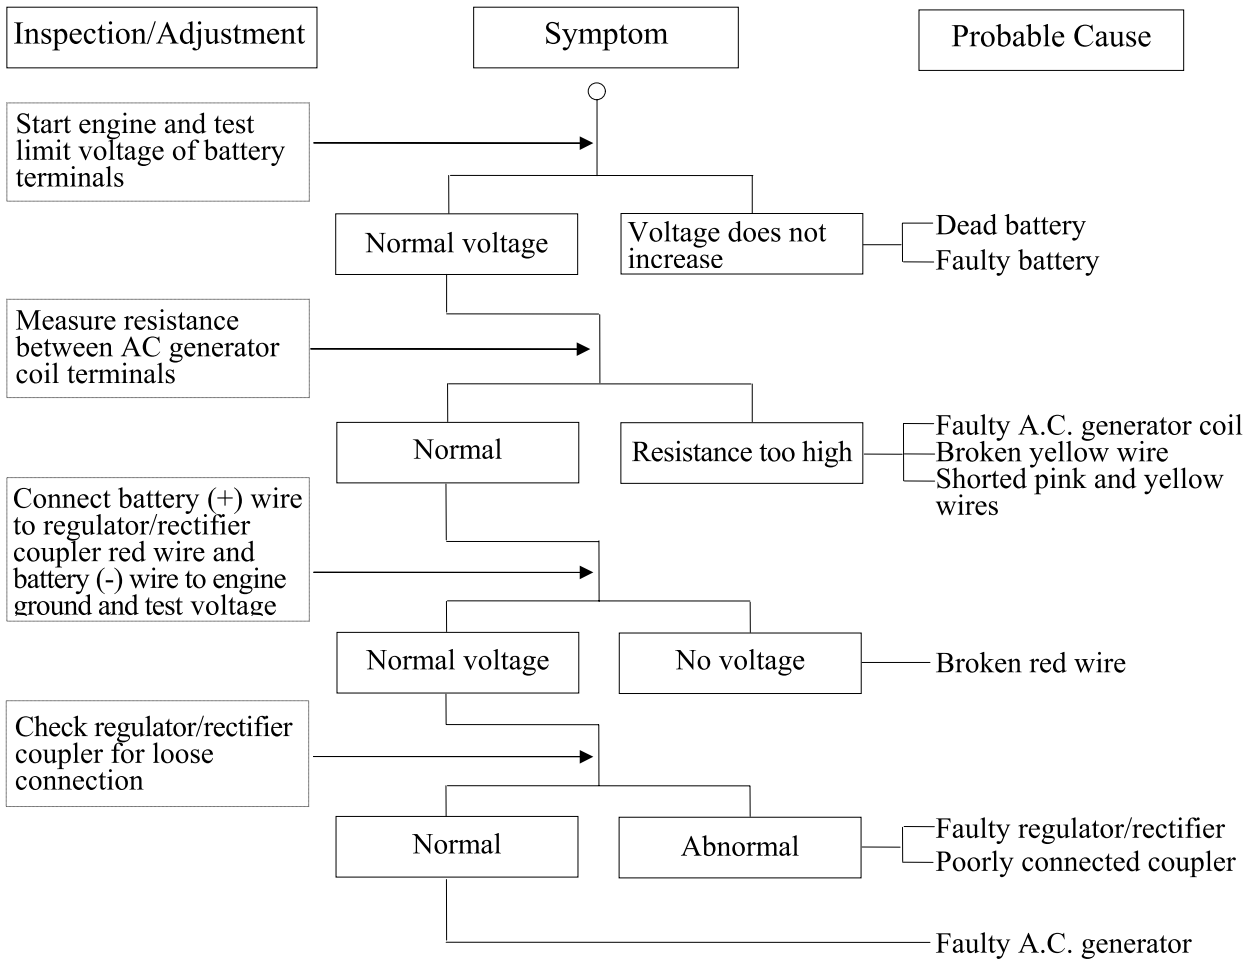 Inspection/Adjustment
Symptom
Probable Cause
Start engine and test
limit voltage of battery
terminals
Normal voltage
Voltage does not
increase
Dead battery
Faulty battery
Measure resistance
between AC generator
coil terminals
Normal
Resistance too high
Faulty A.C. generator coil
Broken yellow wire
Shorted pink and yellow
wires
Connect battery (+) wire
to regulator/rectifier
coupler red wire and
battery (-) wire to engine
ground and test voltage
Normal voltage
No voltage
Broken red wire
Check regulator/rectifier
coupler for loose
connection
Normal
Abnormal
Faulty regulator/rectifier
Poorly connected coupler
Faulty A.C. generator